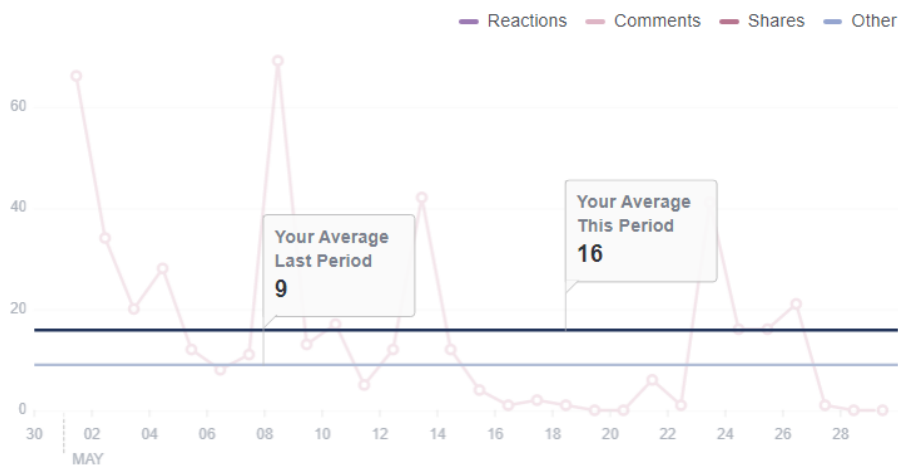 Reactions Comments Shares Other
60
40
20
0
Your Average
Last Period
9
Your Average
This Period
16
30 02 04 06 08 10 12 14 16 18 20 22 24 26 28
MAY